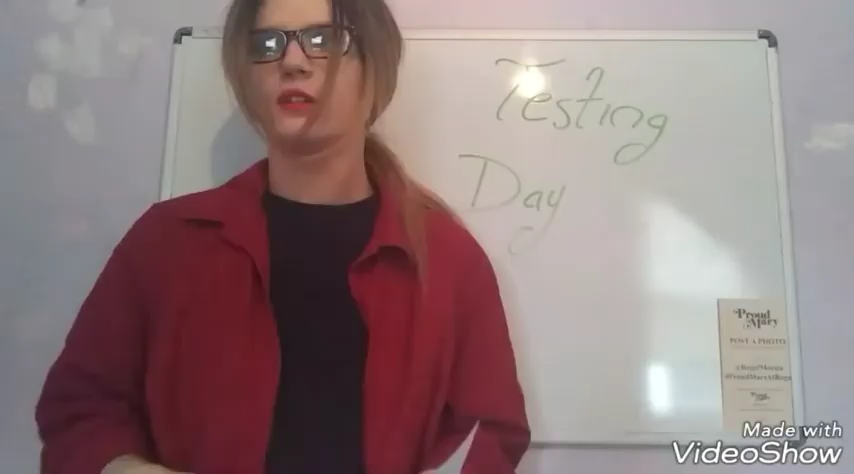 Testing
Day
Proud
Mary
POST A PHOTO
Made with
VideoShow